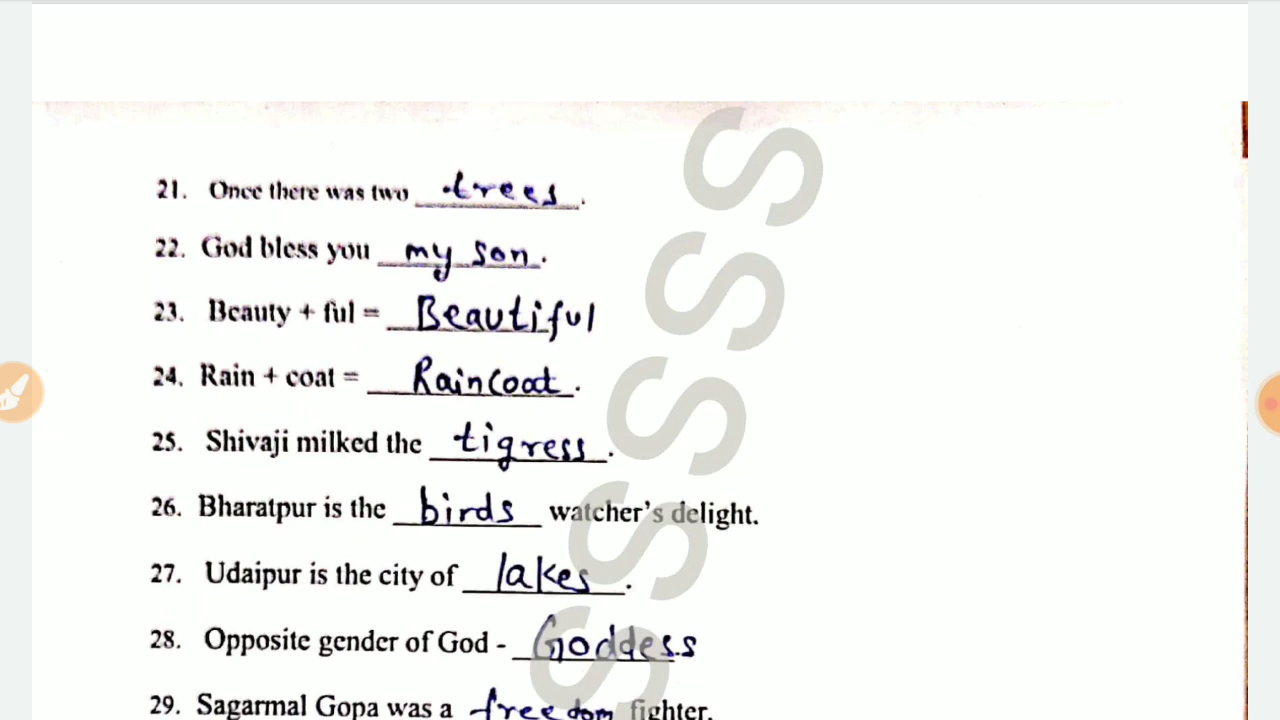 21. Once there was two trees.
22. God bless you my son.
23. Beauty + ful = Beautiful
24. Rain + coat = Raincoat.
25. Shivaji milked the tigress.
26. Bharatpur is the birds watcher's delight.
27. Udaipur is the city of lakes.
28. Opposite gender of God - Goddess
29. Sagarmal Gopa was a freedom fighter.
SSSSS